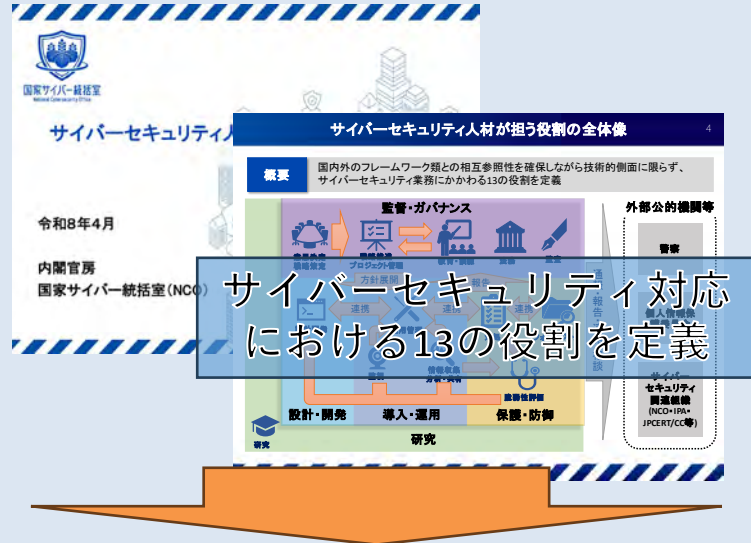 国家サイバー統括室
National Cybersecurity Office
サイバーセキュリティ人
令和8年4月
内閣官房
国家サイバー統括室(NCO)
サイバーセキュリティ人材が担う役割の全体像
4
概要
国内外のフレームワーク類との相互参照性を確保しながら技術的側面に限らず、
サイバーセキュリティ業務にかかわる13の役割を定義
監督・ガバナンス
プロジェクト管理
方針展開
報告
連携
連携
連携
サイバーセキュリティ対応
における13の役割を定義
情報収集
脆弱性評価
設計・開発
導入・運用
保護・防御
研究
研究
外部公的機関等
警察
サイバー
セキュリティ
関連組織
(NCO・IPA・
JPCERT/CC等)